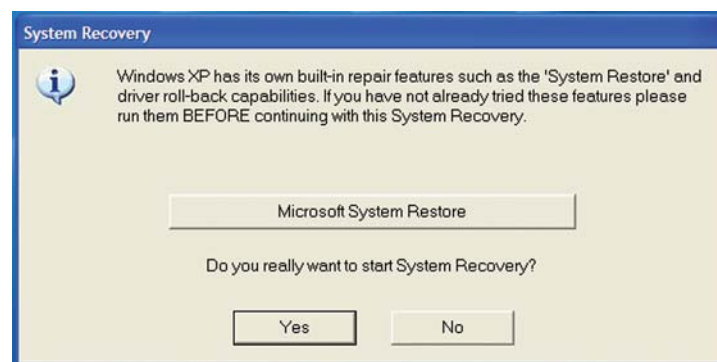 System Recovery
Windows XP has its own built-in repair features such as the 'System Restore' and
driver roll-back capabilities. If you have not already tried these features please
run them BEFORE continuing with this System Recovery.
Microsoft System Restore
Do you really want to start System Recovery?
Yes No